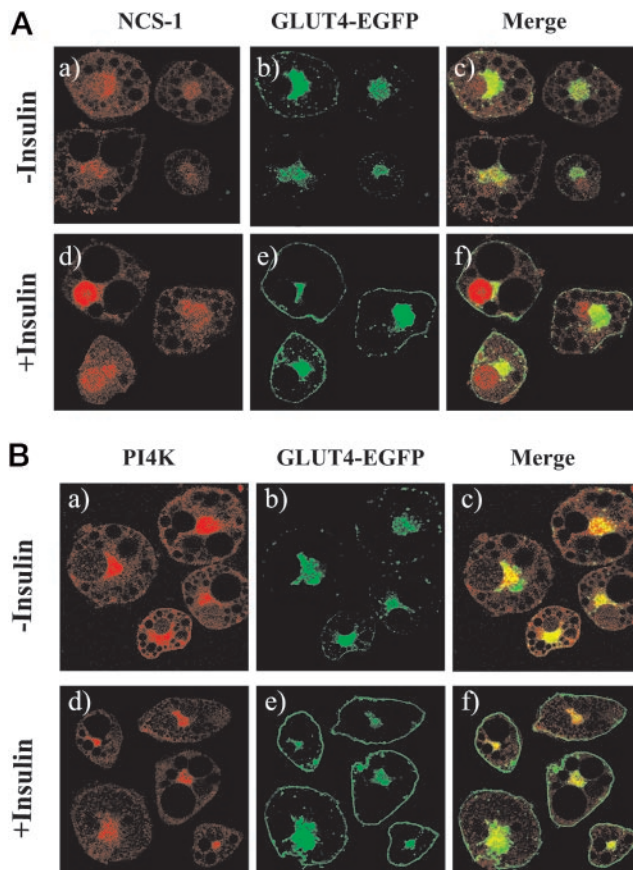 A
NCS-1 GLUT4-EGFP Merge
-Insulin
a) b) c)
+Insulin
d) e) f)
B
PI4K GLUT4-EGFP Merge
-Insulin
a) b) c)
+Insulin
d) e) f)